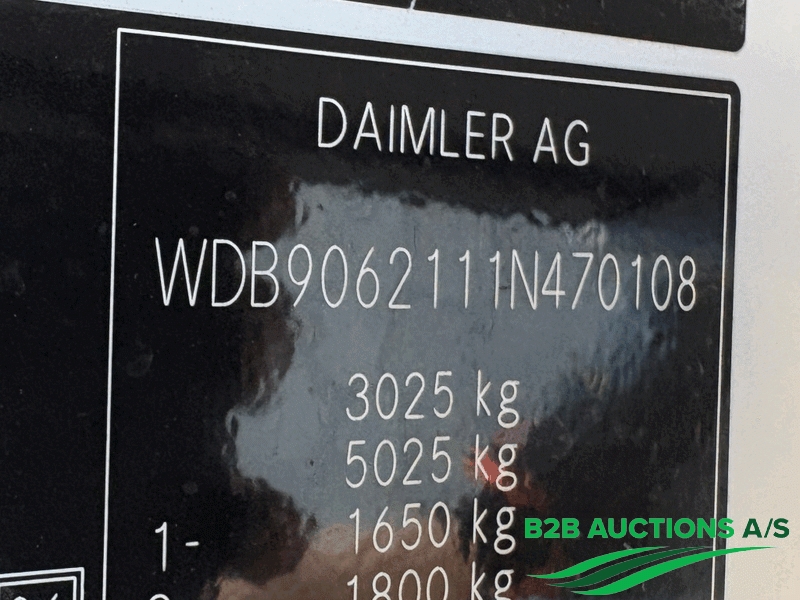 DAIMLER AG
WDB9062111N470108
3025 kg
5025 kg
1- 1650 kg
1800 kg
B2B AUCTIONS A/S